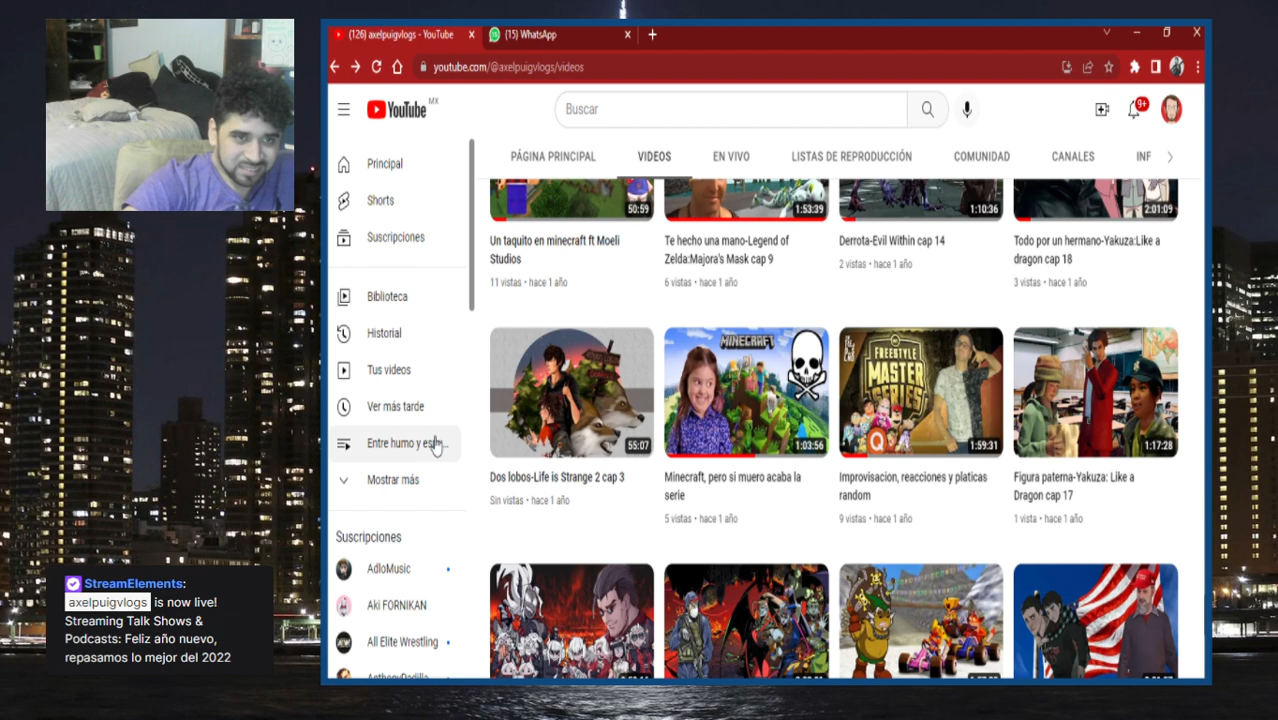 (126) axelpuigvlogs - YouTube
(15) WhatsApp
youtube.com/@axelpuigvlogs/videos
YouTube MX
Buscar
9+
PÁGINA PRINCIPAL VIDEOS EN VIVO LISTAS DE REPRODUCCIÓN COMUNIDAD CANALES INF
Principal
Shorts
Suscripciones
Biblioteca
Historial
Tus videos
Ver más tarde
Entre humo y
Mostrar más
Suscripciones
AdloMusic
Aki FORNIKAN
All Elite Wrestling
AnthonyPadilla
50:59
1:53:39
1:10:36
2:01:09
Un taquito en minecraft ft Moeli
Studios
11 vistas • hace 1 año
Te hecho una mano-Legend of
Zelda:Majora's Mask cap 9
6 vistas • hace 1 año
Derrota-Evil Within cap 14
2 vistas • hace 1 año
Todo por un hermano-Yakuza:Like a
dragon cap 18
3 vistas • hace 1 año
55:07
MINECRAFT
1:03:56
FREESTYLE
MASTER
SERIES
1:59:31
1:17:28
Dos lobos-Life is Strange 2 cap 3
Sin vistas • hace 1 año
Minecraft, pero si muero acaba la
serie
5 vistas • hace 1 año
Improvisacion, reacciones y platicas
random
9 vistas • hace 1 año
Figura paterna-Yakuza: Like a
Dragon cap 17
1 vista • hace 1 año
StreamElements:
axelpuigvlogs is now live!
Streaming Talk Shows &
Podcasts: Feliz año nuevo,
repasamos lo mejor del 2022